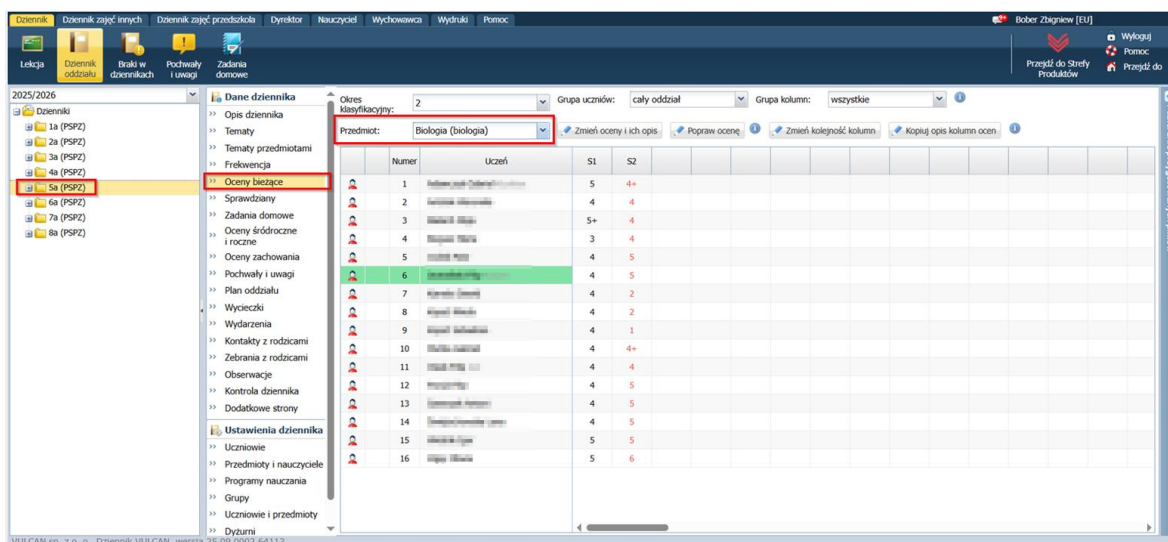 Dziennik Dziennik zajęć innych Dziennik zajęć przedszkola Dyrektor Nauczyciel Wychowawca Wydruki Pomoc Bober Zbigniew [EU]
Lekcja Dziennik oddziału Braki w dziennikach Pochwały i uwagi Zadania domowe Przejdź do Strefy Produktów
Wyloguj
Pomoc
Przejdź do
2025/2026
Dzienniki
1a (PSPZ)
2a (PSPZ)
3a (PSPZ)
4a (PSPZ)
5a (PSPZ)
6a (PSPZ)
7a (PSPZ)
8a (PSPZ)
Dane dziennika
Opis dziennika
Tematy
Tematy przedmiotami
Frekwencja
Oceny bieżące
Sprawdziany
Zadania domowe
Oceny śródroczne
i roczne
Oceny zachowania
Pochwały i uwagi
Plan oddziału
Wycieczki
Wydarzenia
Kontakty z rodzicami
Zebrania z rodzicami
Obserwacje
Kontrola dziennika
Dodatkowe strony
Ustawienia dziennika
Uczniowie
Przedmioty i nauczyciele
Programy nauczania
Grupy
Uczniowie i przedmioty
Dyżurni
Okres klasyfikacyjny: 2 Grupa uczniów: cały oddział Grupa kolumn: wszystkie
Przedmiot: Biologia (biologia) Zmień oceny i ich opis Popraw ocenę Zmień kolejność kolumn Kopiuj opis kolumn ocen
Numer Uczeń S1 S2
1 5 4+
2 4 4
3 5+ 4
4 3 4
5 4 5
6 4 5
7 4 2
8 4 2
9 4 1
10 4 4+
11 4 4
12 4 5
13 4 5
14 4 5
15 5 5
16 5 6
VULCAN sp. z o. o., Dziennik VULCAN, wersja 25.09.0002.64112